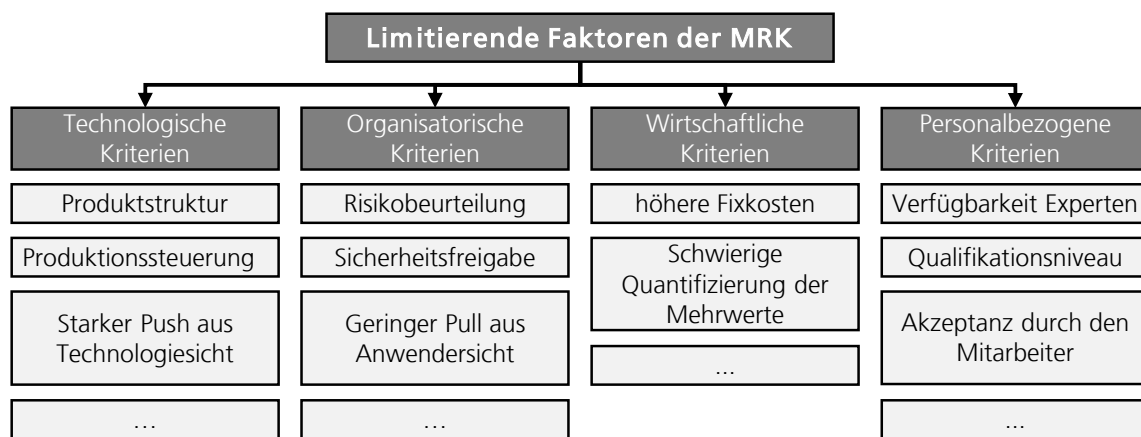 Limitierende Faktoren der MRK
Technologische
Kriterien
Produktstruktur
Produktionssteuerung
Starker Push aus
Technologiesicht
...
Organisatorische
Kriterien
Risikobeurteilung
Sicherheitsfreigabe
Geringer Pull aus
Anwendersicht
...
Wirtschaftliche
Kriterien
höhere Fixkosten
Schwierige
Quantifizierung der
Mehrwerte
...
Personalbezogene
Kriterien
Verfügbarkeit Experten
Qualifikationsniveau
Akzeptanz durch den
Mitarbeiter
...